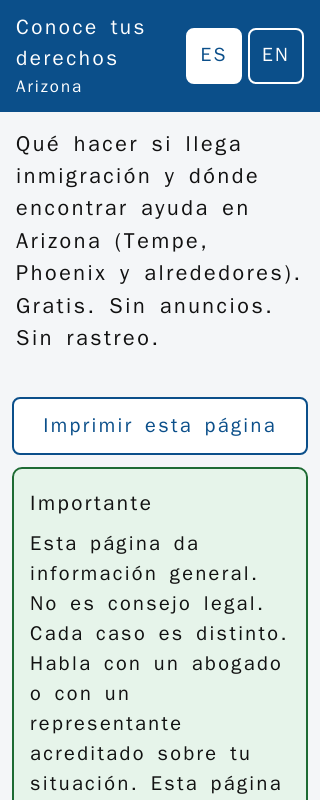 Conoce tus
derechos
Arizona
ES
EN
Qué hacer si llega
inmigración y dónde
encontrar ayuda en
Arizona (Tempe,
Phoenix y alrededores).
Gratis. Sin anuncios.
Sin rastreo.
Imprimir esta página
Importante
Esta página da
información general.
No es consejo legal.
Cada caso es distinto.
Habla con un abogado
o con un
representante
acreditado sobre tu
situación. Esta página